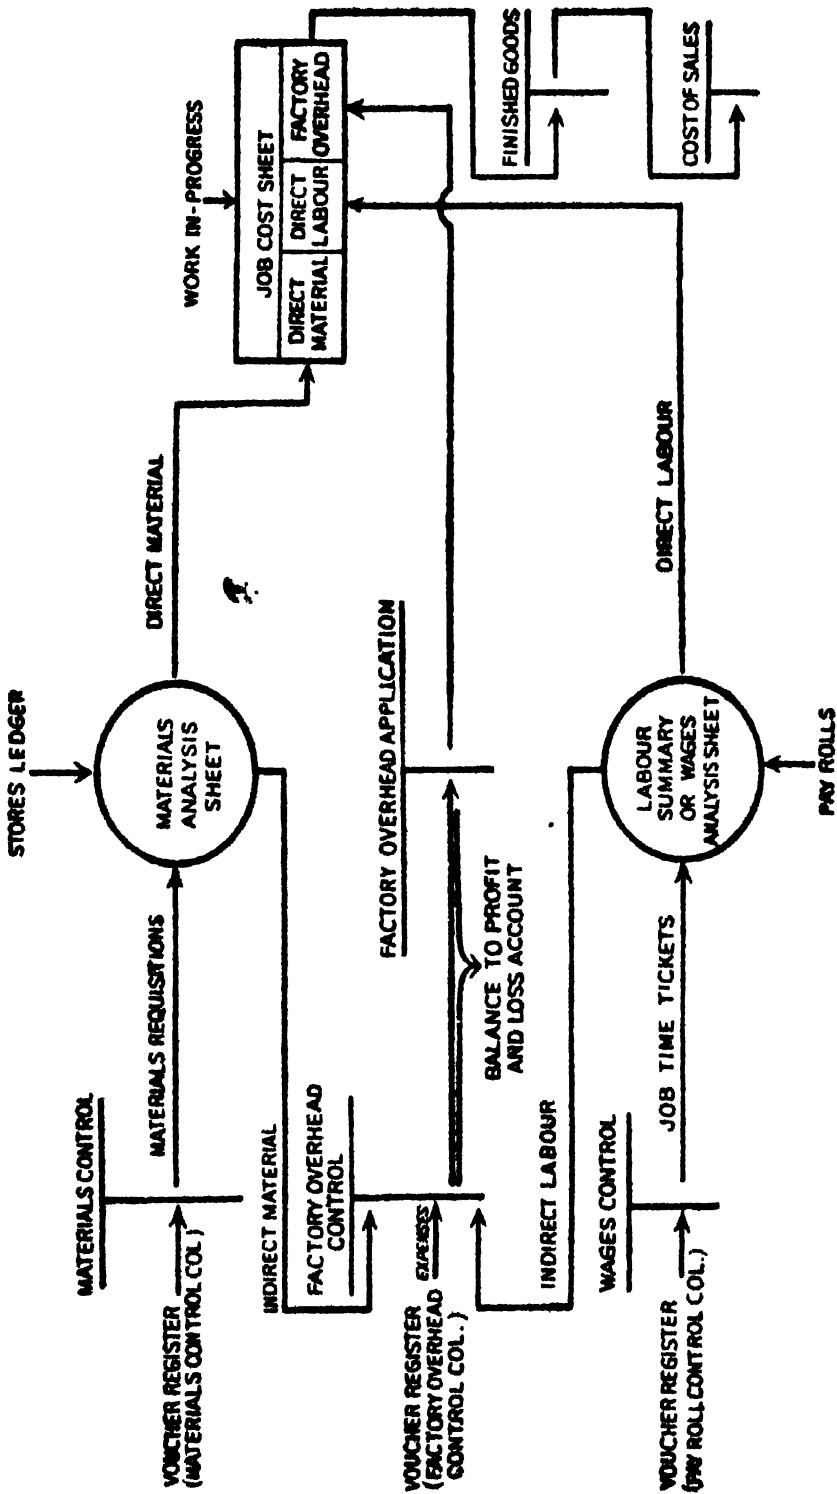 STORES LEDGER
MATERIALS CONTROL
VOUCHER REGISTER
(MATERIALS CONTROL COL)
MATERIALS REQUISITIONS
MATERIALS
ANALYSIS
SHEET
DIRECT MATERIAL
WORK IN-PROGRESS
JOB COST SHEET
DIRECT
MATERIAL
DIRECT
LABOUR
FACTORY
OVERHEAD
INDIRECT MATERIAL
FACTORY OVERHEAD
CONTROL
FACTORY OVERHEAD APPLICATION
VOUCHER REGISTER
(FACTORY OVERHEAD
CONTROL COL.)
EXPENSES
BALANCE TO PROFIT
AND LOSS ACCOUNT
FINISHED GOODS
COST OF SALES
INDIRECT LABOUR
WAGES CONTROL
VOUCHER REGISTER
(PAY ROLL CONTROL COL.)
JOB TIME TICKETS
LABOUR
SUMMARY
OR WAGES
ANALYSIS SHEET
DIRECT LABOUR
PAY ROLLS